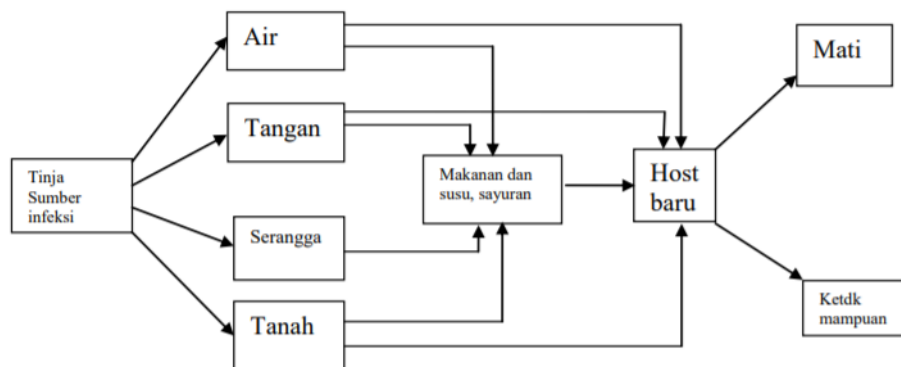 Air
Mati
Tangan
Tinja
Sumber
infeksi
Makanan dan
susu, sayuran
Host
baru
Serangga
Tanah
Ketdk
mampuan